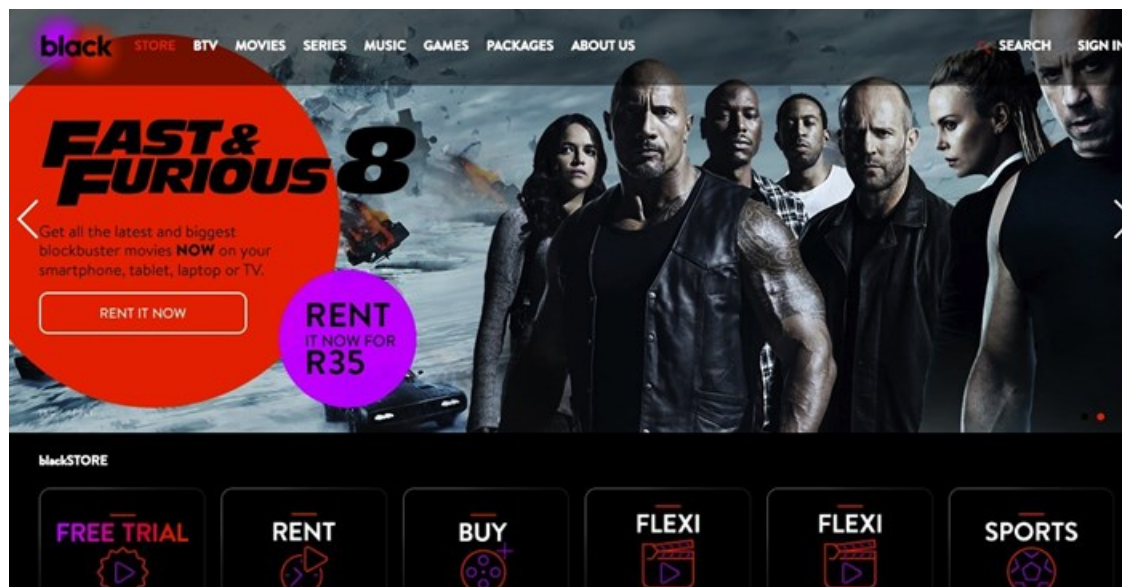 black STORE BTV MOVIES SERIES MUSIC GAMES PACKAGES ABOUT US SEARCH SIGN IN
FAST &
FURIOUS 8
Get all the latest and biggest
blockbuster movies NOW on your
smartphone, tablet, laptop or TV.
RENT IT NOW
RENT
IT NOW FOR
R35
blackSTORE
FREE TRIAL RENT BUY FLEXI FLEXI SPORTS